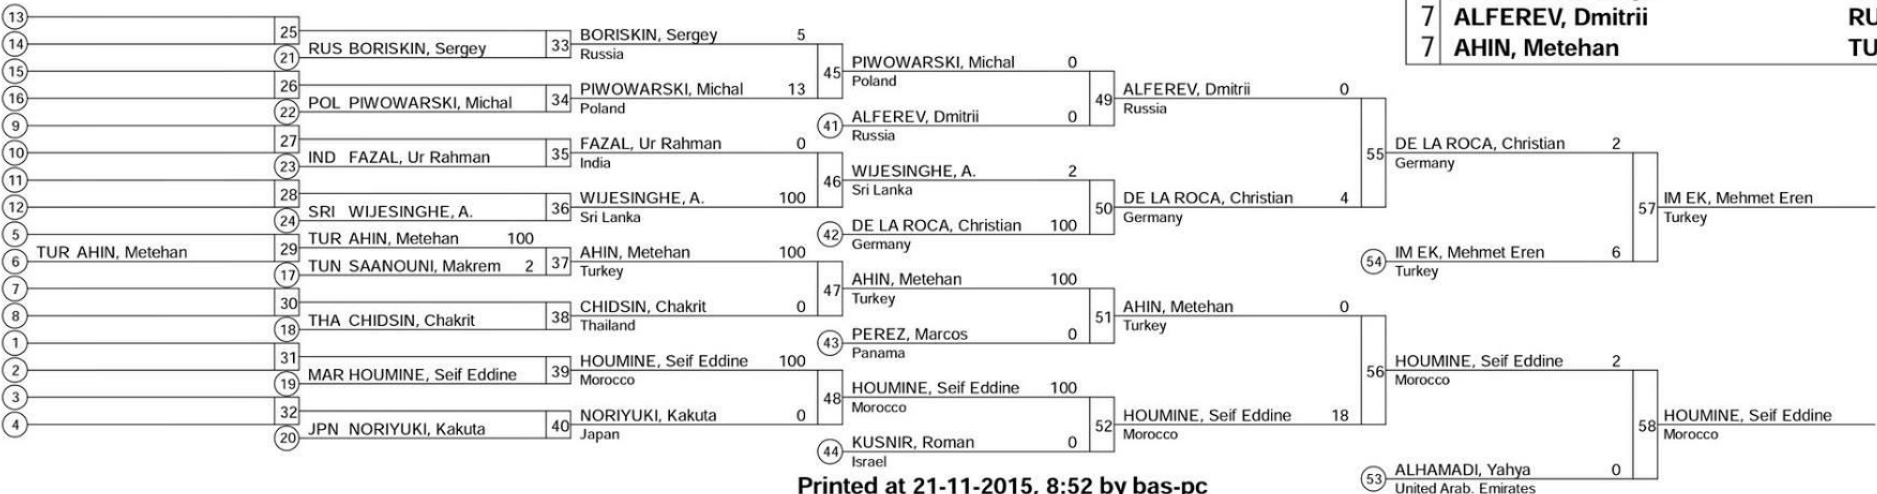 7 ALFEREV, Dmitrii RU
7 AHIN, Metehan TU
13
14
15
16
9
10
11
12
5
6 TUR AHIN, Metehan
7
8
1
2
3
4
25
21 RUS BORISKIN, Sergey
26
22 POL PIWOWARSKI, Michal
27
23 IND FAZAL, Ur Rahman
28
24 SRI WIJESINGHE, A.
29 TUR AHIN, Metehan 100
17 TUN SAANOUNI, Makrem 2
30
18 THA CHIDSIN, Chakrit
31
19 MAR HOUMINE, Seif Eddine
32
20 JPN NORIYUKI, Kakuta
33 BORISKIN, Sergey 5
Russia
34 PIWOWARSKI, Michal 13
Poland
35 FAZAL, Ur Rahman 0
India
36 WIJESINGHE, A. 100
Sri Lanka
37 AHIN, Metehan 100
Turkey
38 CHIDSIN, Chakrit 0
Thailand
39 HOUMINE, Seif Eddine 100
Morocco
40 NORIYUKI, Kakuta 0
Japan
45 PIWOWARSKI, Michal 0
Poland
41 ALFEREV, Dmitrii 0
Russia
46 WIJESINGHE, A. 2
Sri Lanka
42 DE LA ROCA, Christian 100
Germany
47 AHIN, Metehan 100
Turkey
43 PEREZ, Marcos 0
Panama
48 HOUMINE, Seif Eddine 100
Morocco
44 KUSNIR, Roman 0
Israel
49 ALFEREV, Dmitrii 0
Russia
50 DE LA ROCA, Christian 4
Germany
51 AHIN, Metehan 0
Turkey
52 HOUMINE, Seif Eddine 18
Morocco
55 DE LA ROCA, Christian 2
Germany
54 IM EK, Mehmet Eren 6
Turkey
56 HOUMINE, Seif Eddine 2
Morocco
53 ALHAMADI, Yahya 0
United Arab. Emirates
57 IM EK, Mehmet Eren
Turkey
58 HOUMINE, Seif Eddine
Morocco
Printed at 21-11-2015, 8:52 by bas-pc